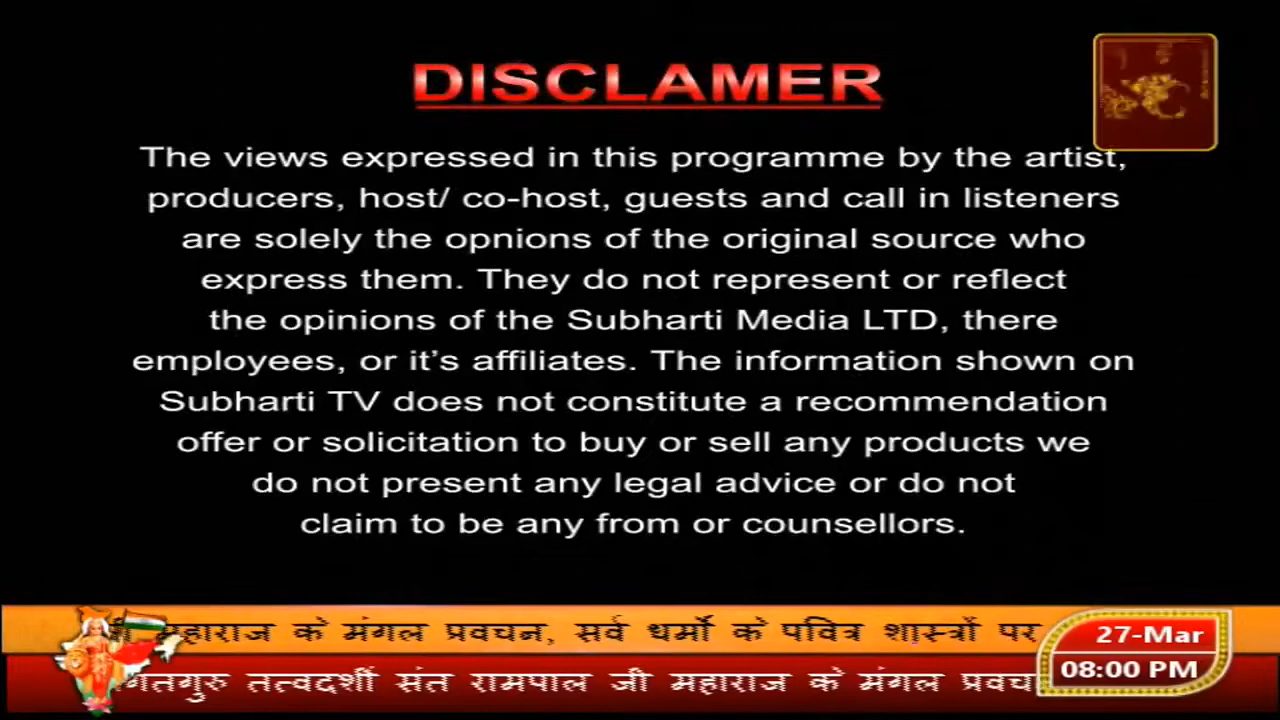 DISCLAMER
The views expressed in this programme by the artist,
producers, host/ co-host, guests and call in listeners
are solely the opnions of the original source who
express them. They do not represent or reflect
the opinions of the Subharti Media LTD, there
employees, or it’s affiliates. The information shown on
Subharti TV does not constitute a recommendation
offer or solicitation to buy or sell any products we
do not present any legal advice or do not
claim to be any from or counsellors.
महाराज के मंगल प्रवचन, सर्व धर्मो के पवित्र शास्त्रों पर
27-Mar
तत्वदर्शी संत रामपाल जी महाराज के मंगल
08:00 PM